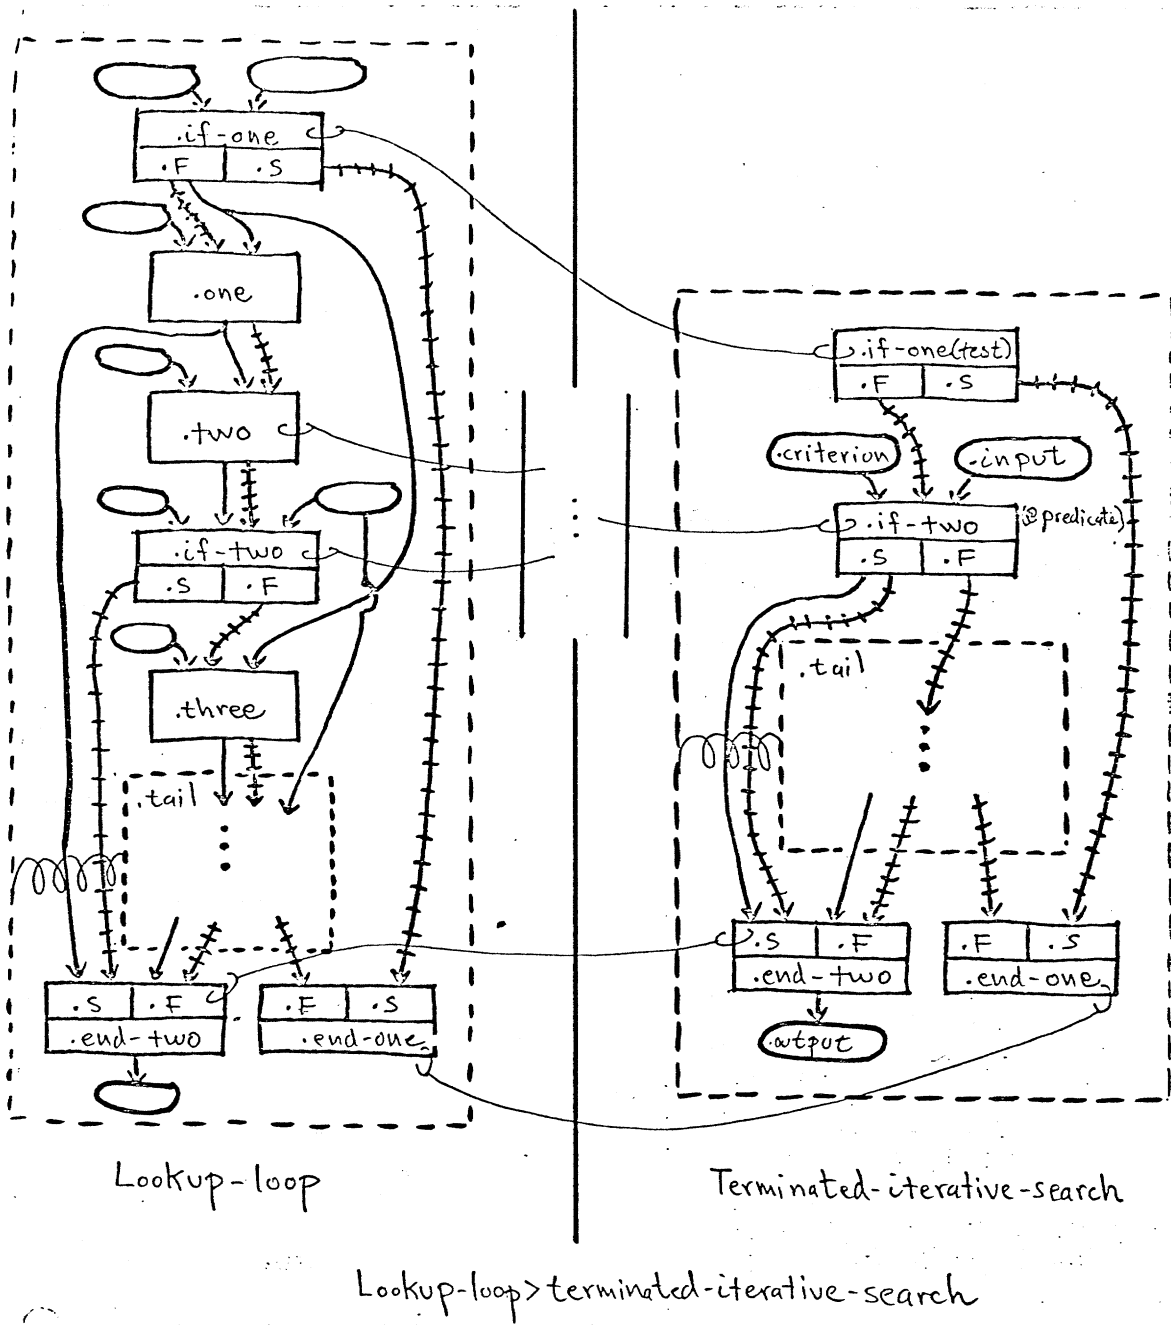 .if-one
.F .S
.one
.two
.if-two
.S .F
.three
.tail
.S .F
.end-two
.F .S
.end-one
Lookup-loop
.if-one(test)
.F .S
.criterion
.input
.if-two
(@predicate)
.S .F
.tail
.S .F
.end-two
.F .S
.end-one
.output
Terminated-iterative-search
Lookup-loop>terminated-iterative-search